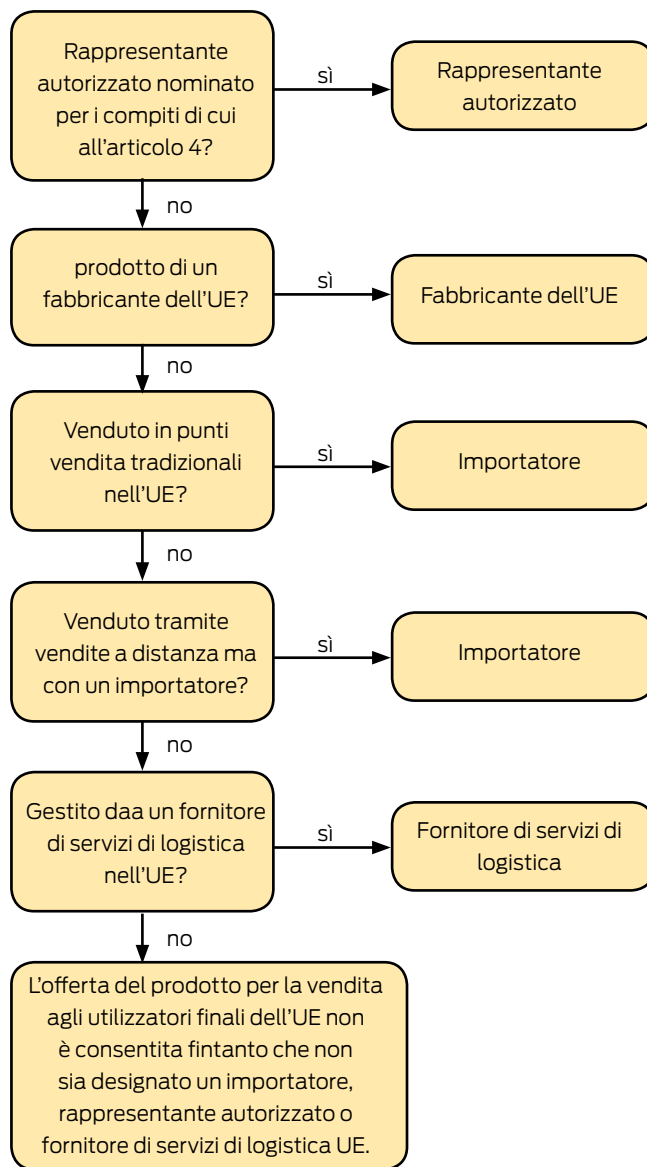 Rappresentante
autorizzato nominato
per i compiti di cui
all'articolo 4?
sì
Rappresentante
autorizzato
no
prodotto di un
fabbricante dell'UE?
sì
Fabbricante dell'UE
no
Venduto in punti
vendita tradizionali
nell'UE?
sì
Importatore
no
Venduto tramite
vendite a distanza ma
con un importatore?
sì
Importatore
no
Gestito daa un fornitore
di servizi di logistica
nell'UE?
sì
Fornitore di servizi di
logistica
no
L'offerta del prodotto per la vendita
agli utilizzatori finali dell'UE non
è consentita fintanto che non
sia designato un importatore,
rappresentante autorizzato o
fornitore di servizi di logistica UE.